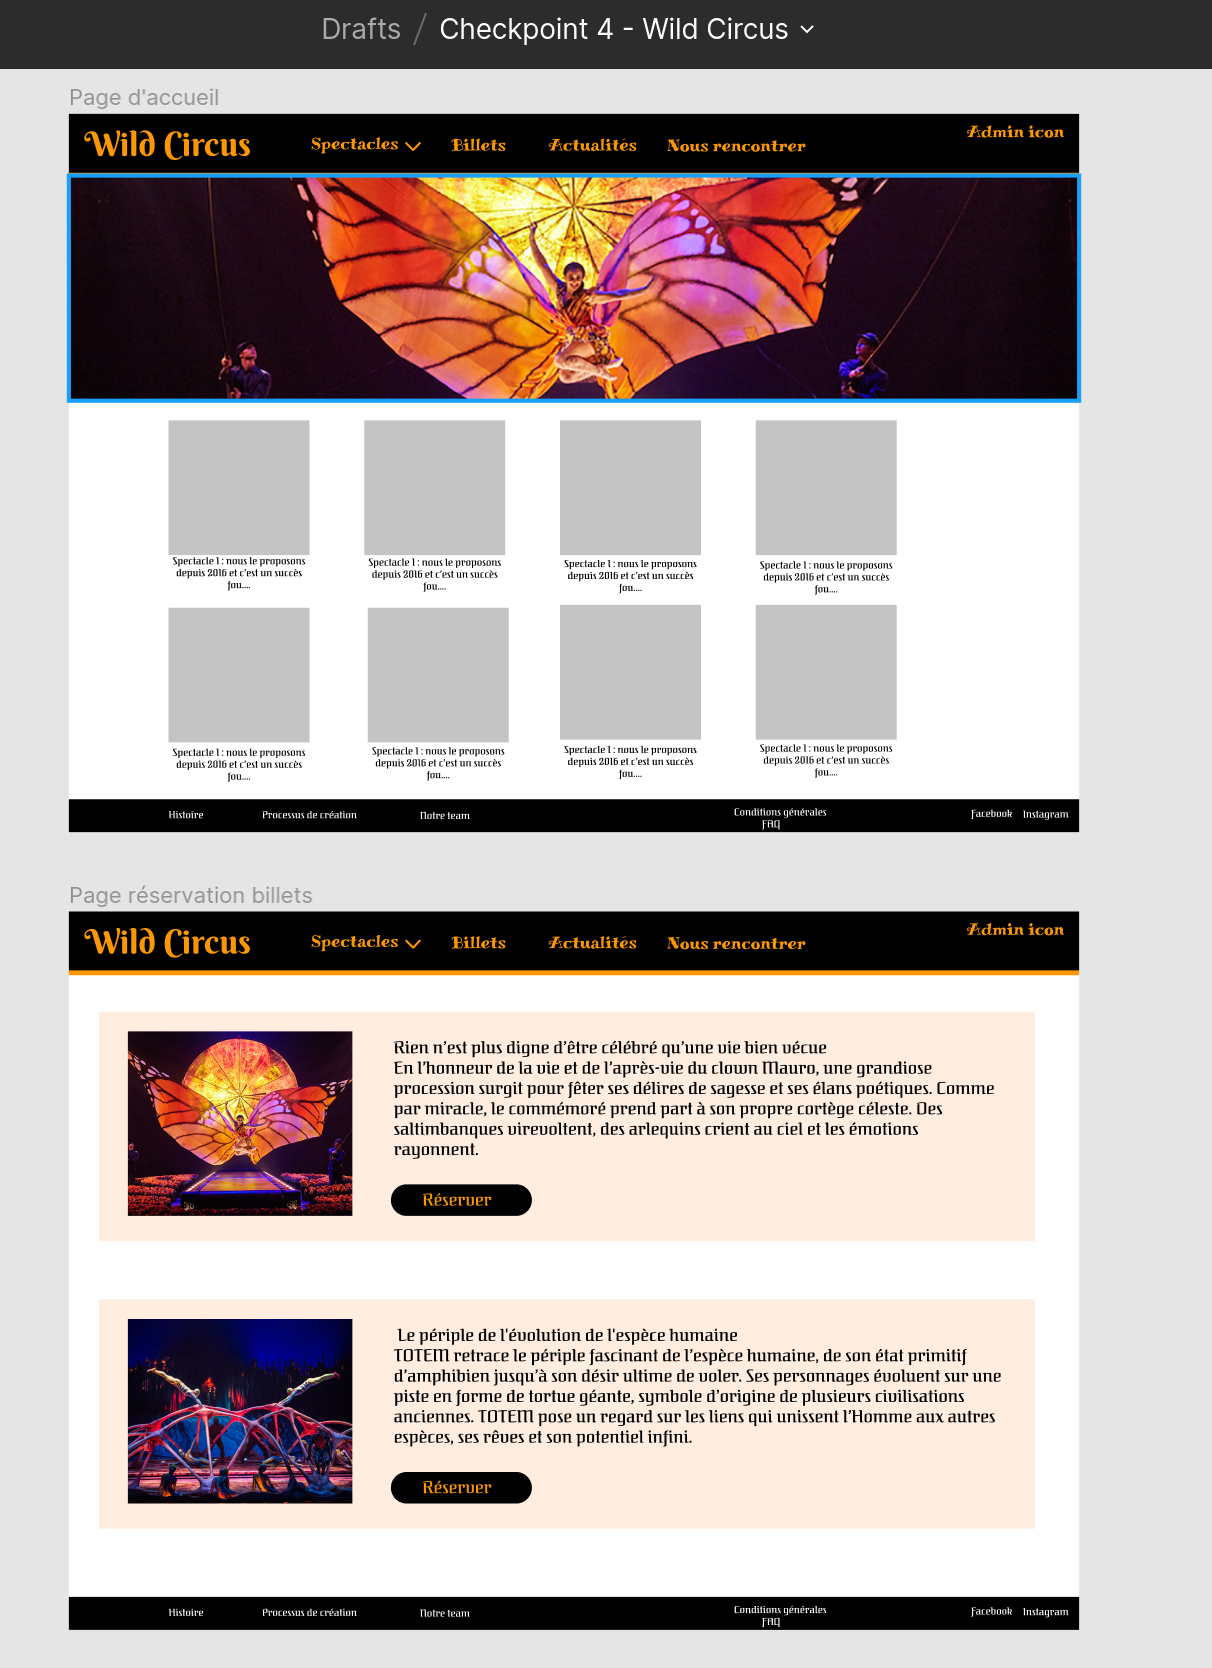 Drafts / Checkpoint 4 - Wild Circus
Page d'accueil
Wild Circus Spectacles Billets Actualités Nous rencontrer Admin icon
Spectacle 1 : nous le proposons
depuis 2016 et c'est un succès
fou....
Spectacle 1 : nous le proposons
depuis 2016 et c'est un succès
fou....
Spectacle 1 : nous le proposons
depuis 2016 et c'est un succès
fou....
Spectacle 1 : nous le proposons
depuis 2016 et c'est un succès
fou....
Spectacle 1 : nous le proposons
depuis 2016 et c'est un succès
fou....
Spectacle 1 : nous le proposons
depuis 2016 et c'est un succès
fou....
Spectacle 1 : nous le proposons
depuis 2016 et c'est un succès
fou....
Spectacle 1 : nous le proposons
depuis 2016 et c'est un succès
fou....
Histoire Processus de création Notre team Conditions générales Facebook Instagram
FAQ
Page réservation billets
Wild Circus Spectacles Billets Actualités Nous rencontrer Admin icon
Rien n’est plus digne d’être célébré qu’une vie bien vécue
En l’honneur de la vie et de l’après-vie du clown Mauro, une grandiose
procession surgit pour fêter ses délires de sagesse et ses élans poétiques. Comme
par miracle, le commémoré prend part à son propre cortège céleste. Des
saltimbanques virevoltent, des arlequins crient au ciel et les émotions
rayonnent.
Réserver
Le périple de l'évolution de l'espèce humaine
TOTEM retrace le périple fascinant de l’espèce humaine, de son état primitif
d’amphibien jusqu’à son désir ultime de voler. Ses personnages évoluent sur une
piste en forme de tortue géante, symbole d’origine de plusieurs civilisations
anciennes. TOTEM pose un regard sur les liens qui unissent l’Homme aux autres
espèces, ses rêves et son potentiel infini.
Réserver
Histoire Processus de création Notre team Conditions générales Facebook Instagram
FAQ